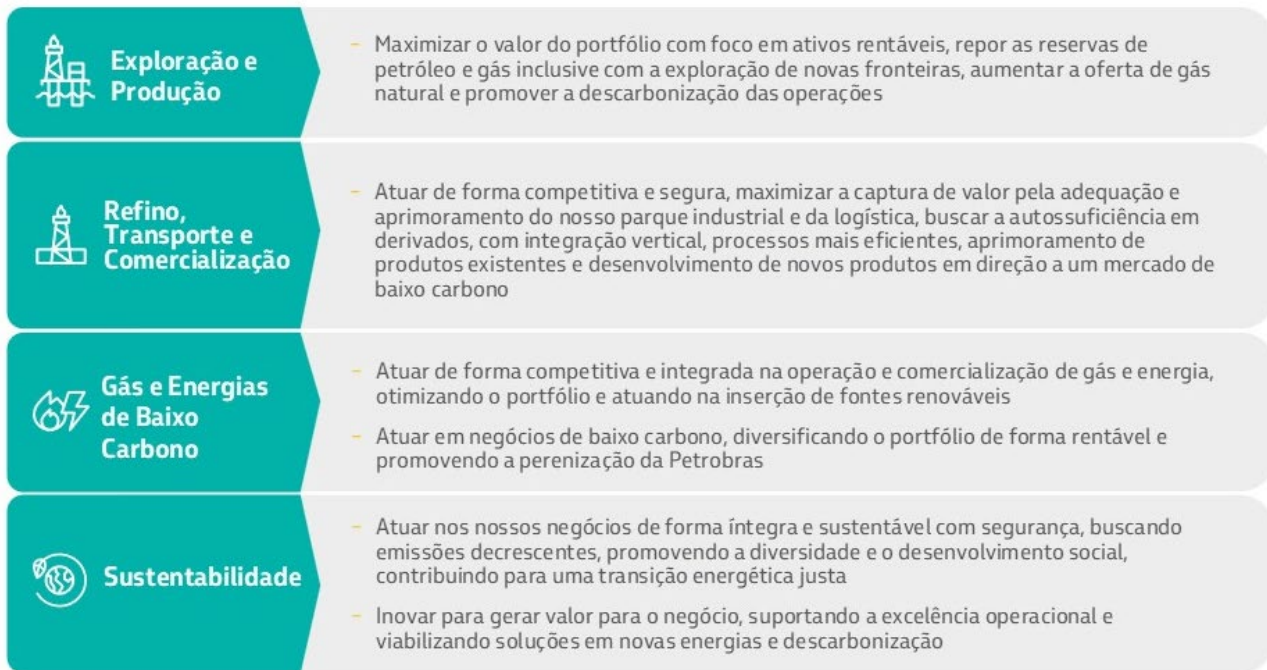 Exploração e
Produção
– Maximizar o valor do portfólio com foco em ativos rentáveis, repor as reservas de
petróleo e gás inclusive com a exploração de novas fronteiras, aumentar a oferta de gás
natural e promover a descarbonização das operações
Refino,
Transporte e
Comercialização
– Atuar de forma competitiva e segura, maximizar a captura de valor pela adequação e
aprimoramento do nosso parque industrial e da logística, buscar a autossuficiência em
derivados, com integração vertical, processos mais eficientes, aprimoramento de
produtos existentes e desenvolvimento de novos produtos em direção a um mercado de
baixo carbono
Gás e Energias
de Baixo
Carbono
– Atuar de forma competitiva e integrada na operação e comercialização de gás e energia,
otimizando o portfólio e atuando na inserção de fontes renováveis
– Atuar em negócios de baixo carbono, diversificando o portfólio de forma rentável e
promovendo a perenização da Petrobras
Sustentabilidade
– Atuar nos nossos negócios de forma íntegra e sustentável com segurança, buscando
emissões decrescentes, promovendo a diversidade e o desenvolvimento social,
contribuindo para uma transição energética justa
– Inovar para gerar valor para o negócio, suportando a excelência operacional e
viabilizando soluções em novas energias e descarbonização